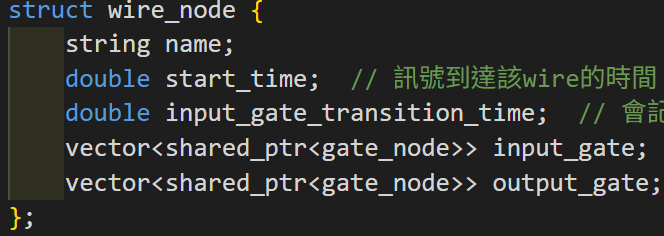 struct wire_node {
string name;
double start_time;  // 訊號到達該wire的時間
double input_gate_transition_time;  // 會記
vector<shared_ptr<gate_node>> input_gate;
vector<shared_ptr<gate_node>> output_gate;
};